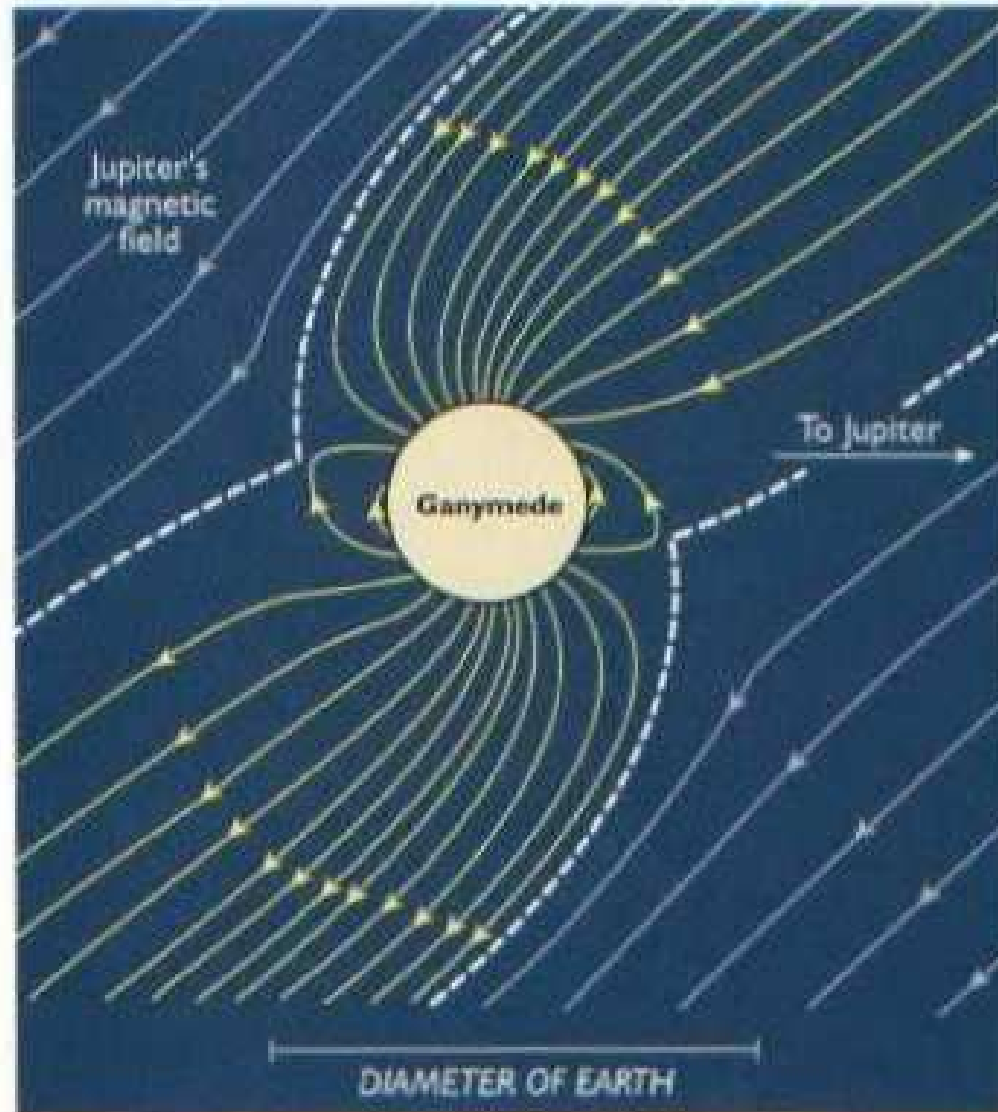 Jupiter's
magnetic
field
To Jupiter
Ganymede
DIAMETER OF EARTH